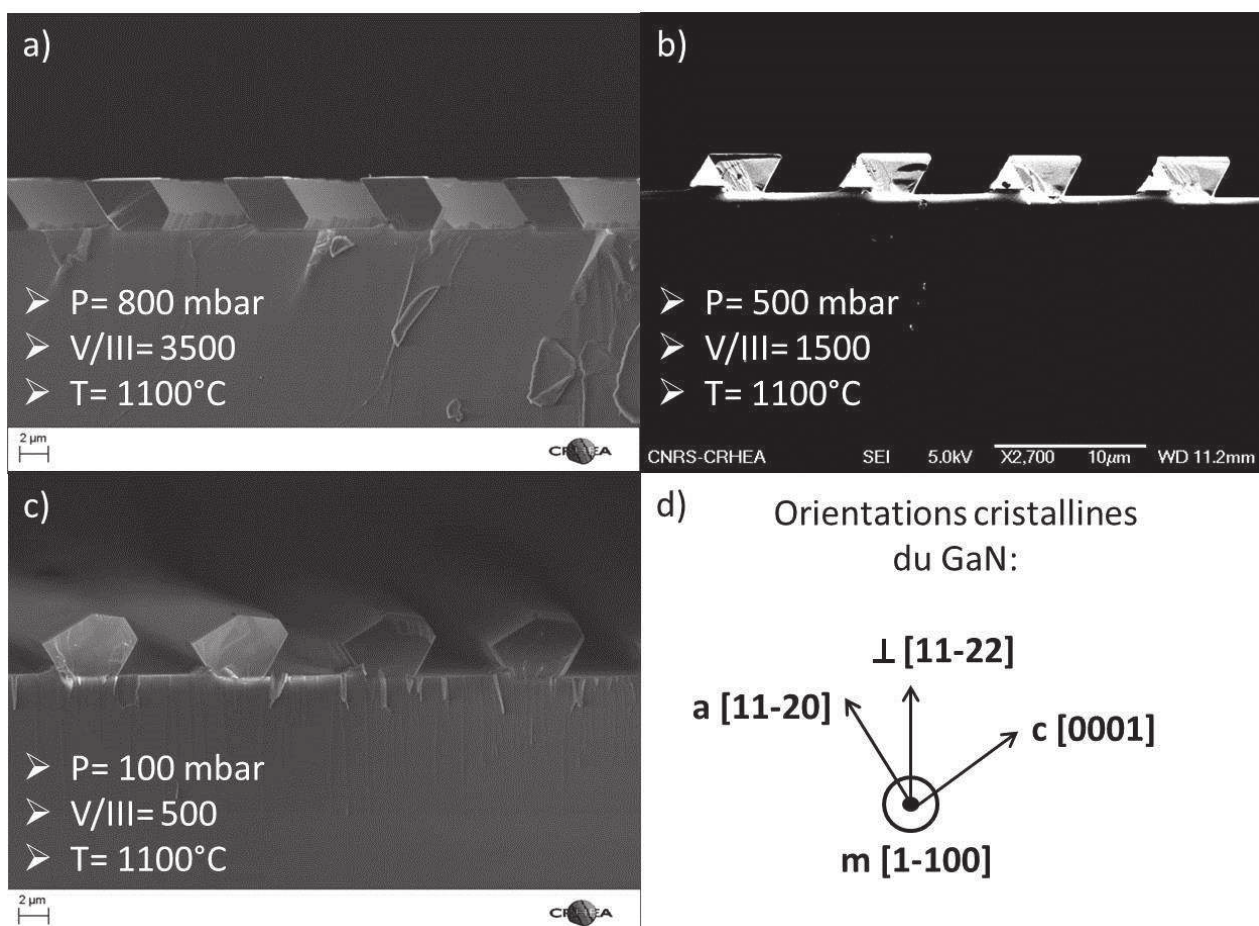 a)
➢ P= 800 mbar
➢ V/III= 3500
➢ T= 1100°C
2 µm
CRHEA
b)
➢ P= 500 mbar
➢ V/III= 1500
➢ T= 1100°C
CNRS-CRHEA SEI 5.0kV X2,700 10µm WD 11.2mm
c)
➢ P= 100 mbar
➢ V/III= 500
➢ T= 1100°C
2 µm
CRHEA
d)
Orientations cristallines
du GaN:
⊥ [11-22]
a [11-20]
c [0001]
m [1-100]